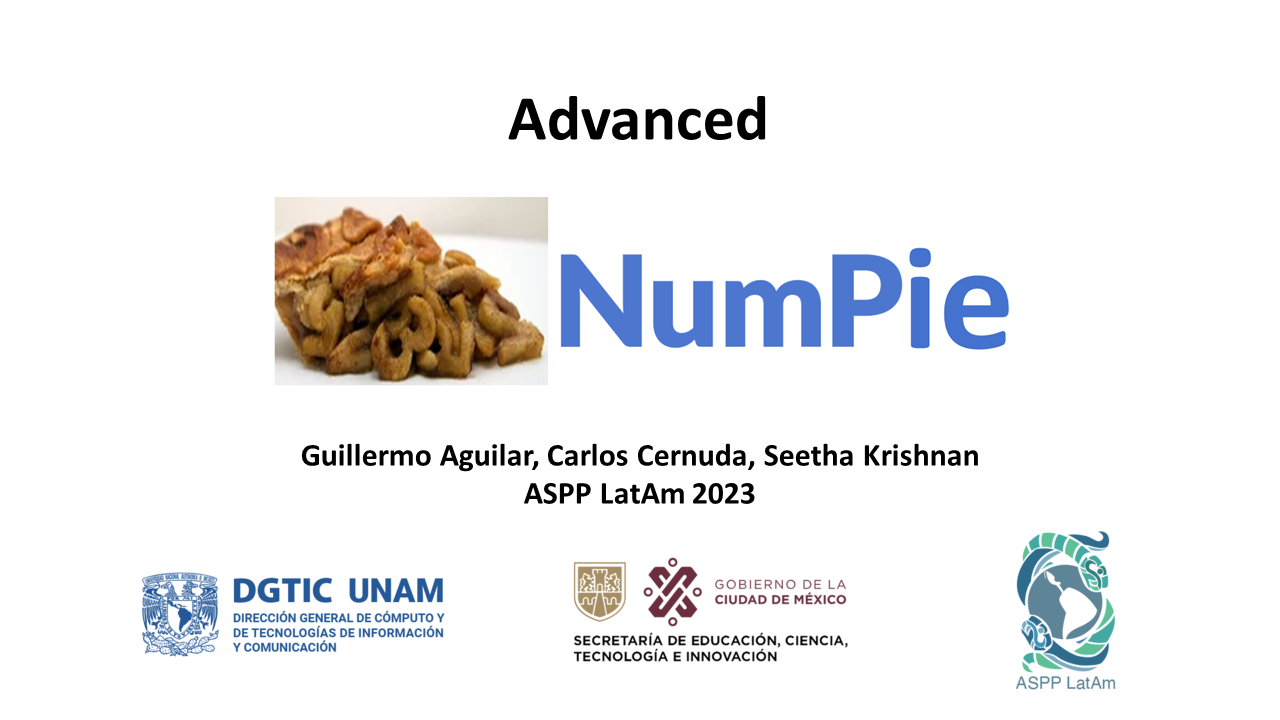 Advanced
NumPie
Guillermo Aguilar, Carlos Cernuda, Seetha Krishnan
ASPP LatAm 2023
DGTIC UNAM
DIRECCIÓN GENERAL DE CÓMPUTO Y
DE TECNOLOGÍAS DE INFORMACIÓN
Y COMUNICACIÓN
GOBIERNO DE LA
CIUDAD DE MÉXICO
SECRETARÍA DE EDUCACIÓN, CIENCIA,
TECNOLOGÍA E INNOVACIÓN
ASPP LatAm